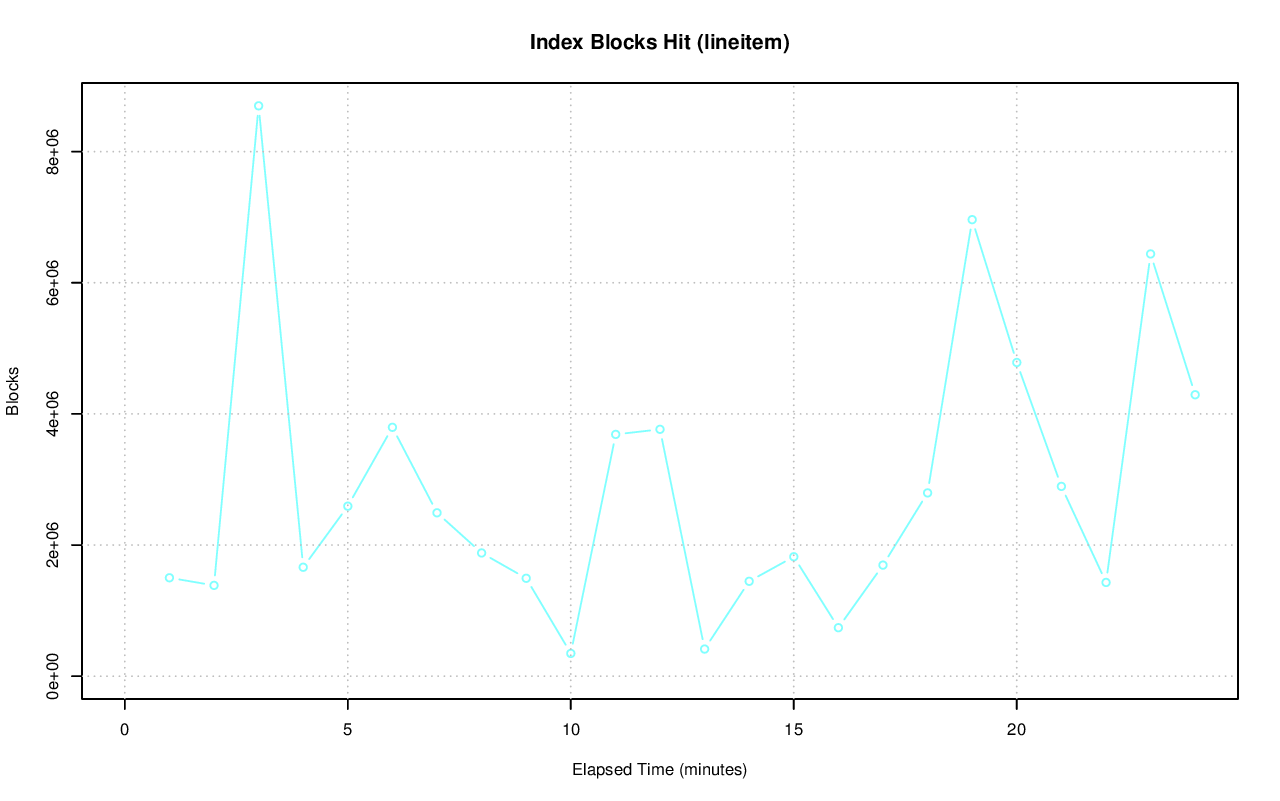 Index Blocks Hit (lineitem)
8e+06
6e+06
4e+06
2e+06
0e+00
Blocks
0 5 10 15 20
Elapsed Time (minutes)